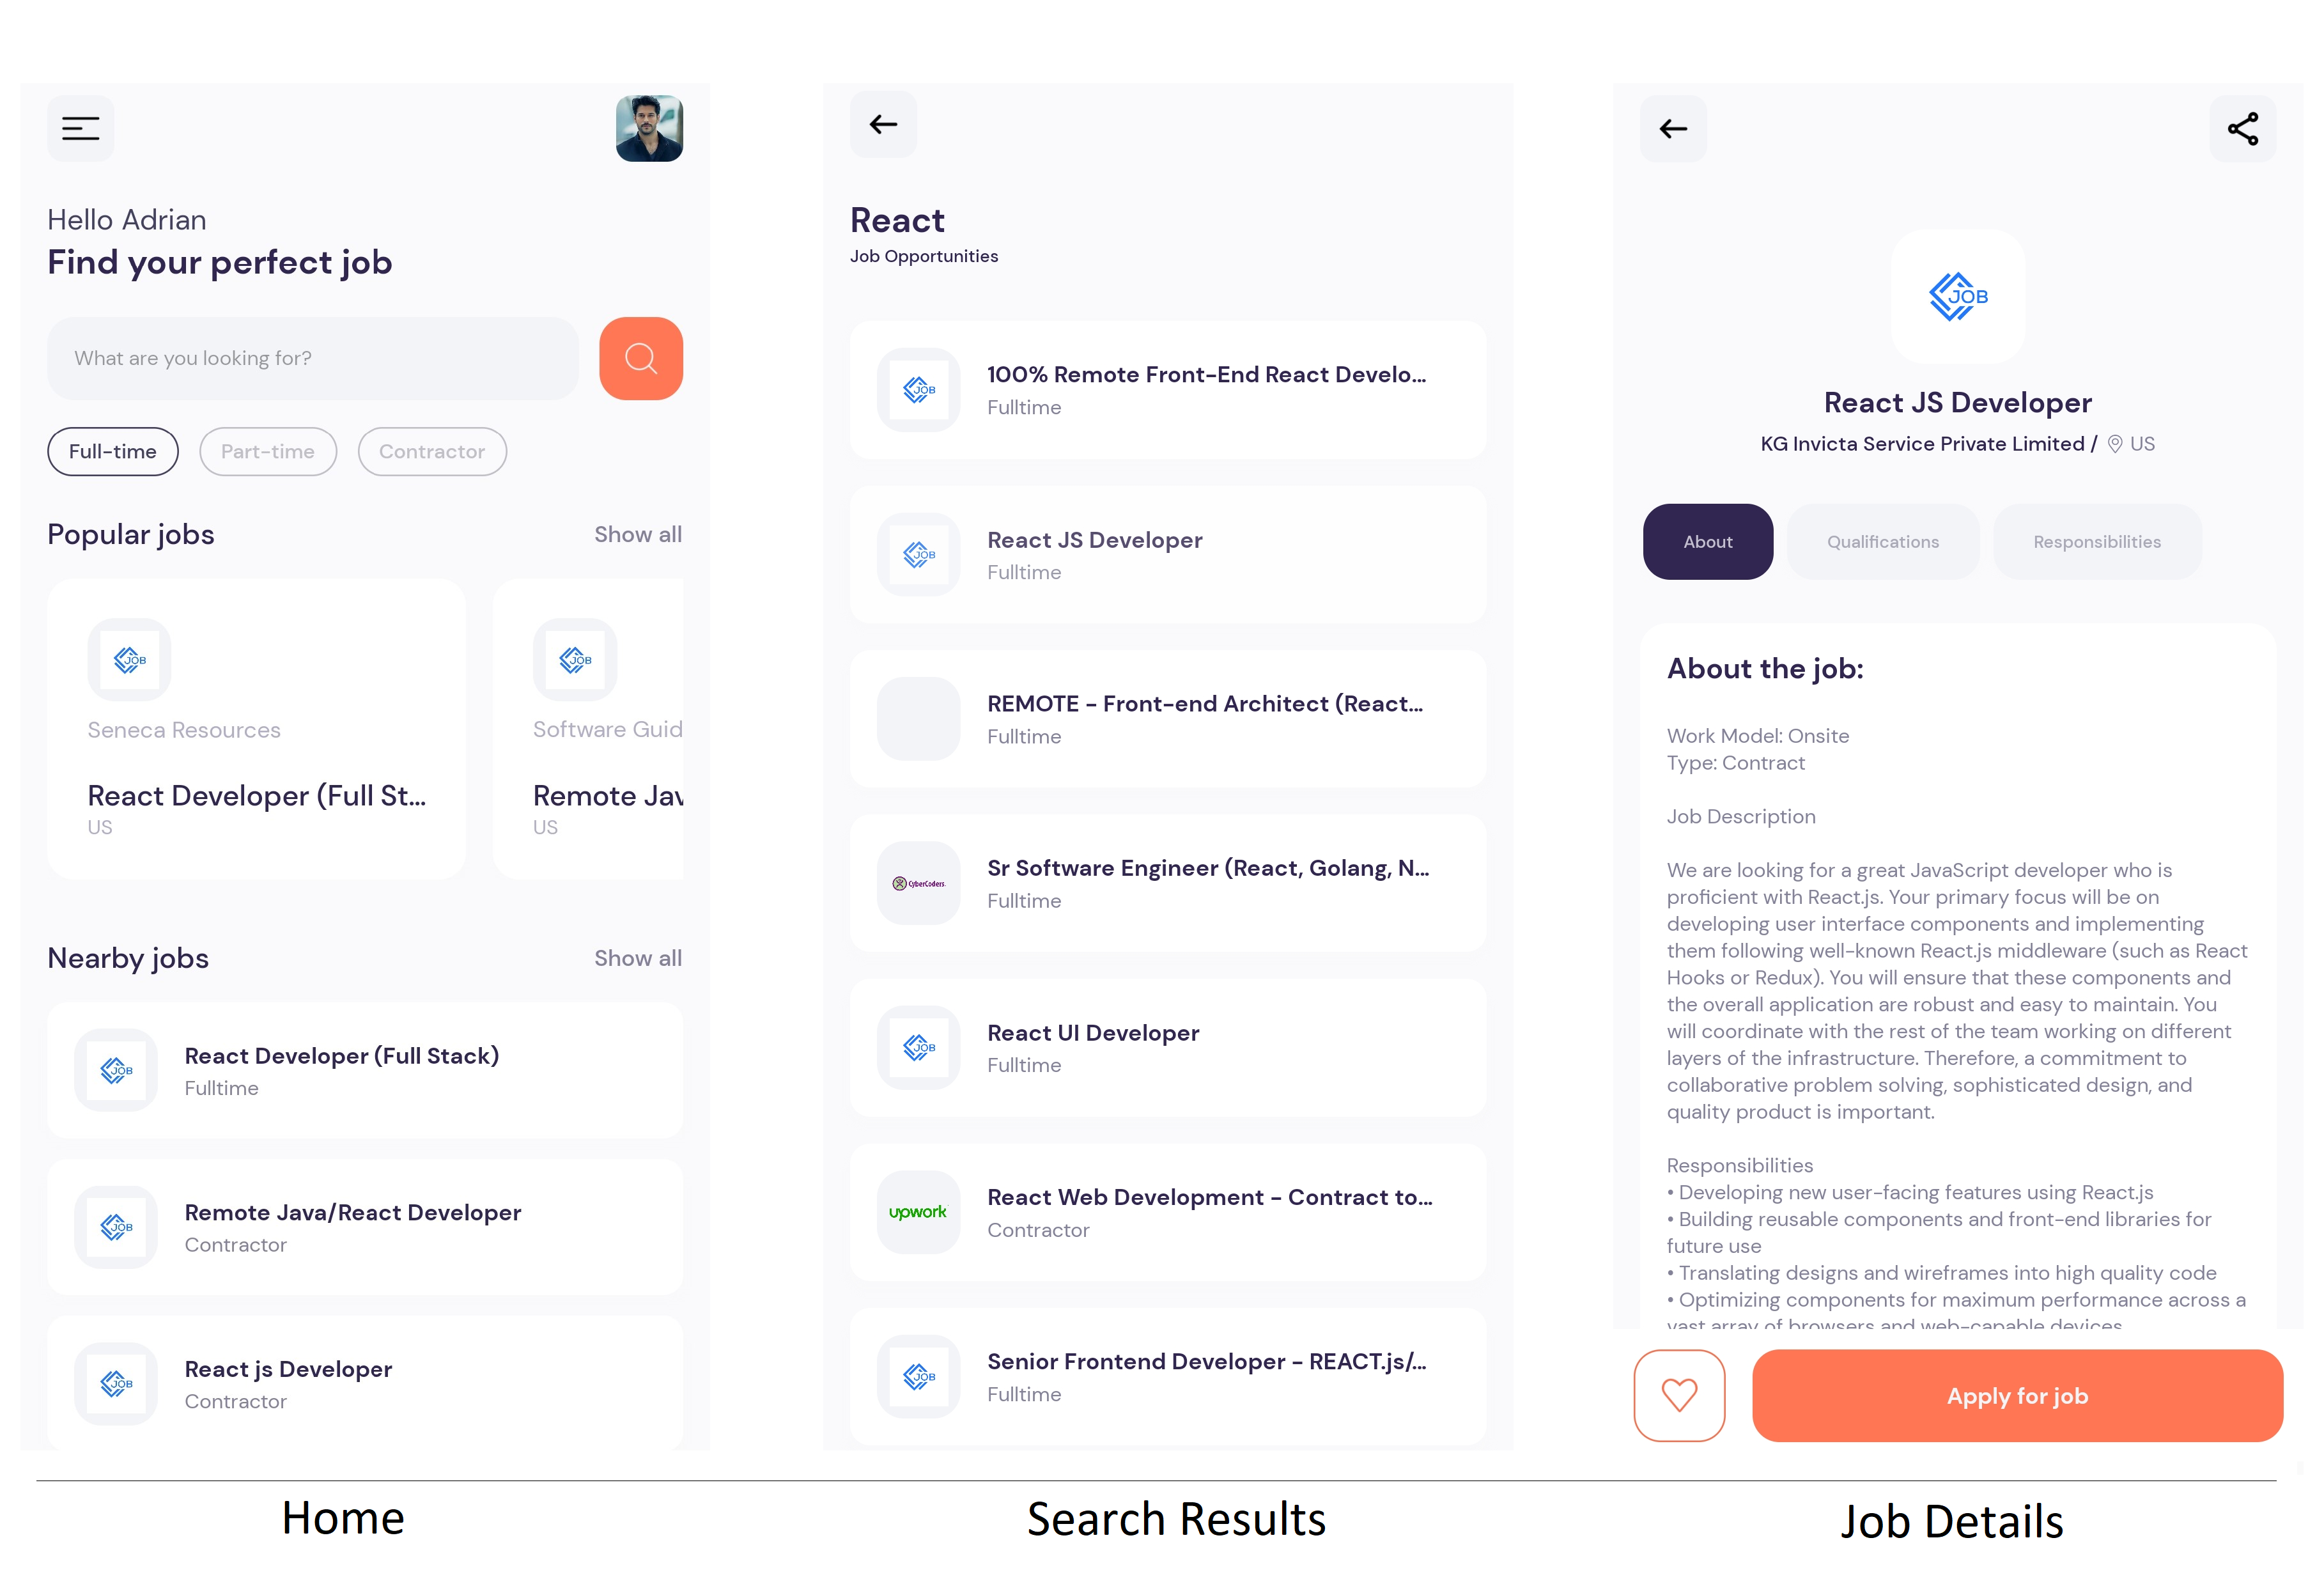 Hello Adrian
Find your perfect job
What are you looking for?
Full-time Part-time Contractor
Popular jobs Show all
JOB
Seneca Resources
React Developer (Full St...
US
JOB
Software Guid
Remote Jav
US
Nearby jobs Show all
JOB
React Developer (Full Stack)
Fulltime
JOB
Remote Java/React Developer
Contractor
JOB
React js Developer
Contractor
Home
React
Job Opportunities
JOB
100% Remote Front-End React Develo...
Fulltime
JOB
React JS Developer
Fulltime
REMOTE - Front-end Architect (React...
Fulltime
CyberCoders
Sr Software Engineer (React, Golang, N...
Fulltime
JOB
React UI Developer
Fulltime
upwork
React Web Development - Contract to...
Contractor
JOB
Senior Frontend Developer - REACT.js/...
Fulltime
Search Results
JOB
React JS Developer
KG Invicta Service Private Limited / US
About Qualifications Responsibilities
About the job:
Work Model: Onsite
Type: Contract
Job Description
We are looking for a great JavaScript developer who is
proficient with React.js. Your primary focus will be on
developing user interface components and implementing
them following well-known React.js middleware (such as React
Hooks or Redux). You will ensure that these components and
the overall application are robust and easy to maintain. You
will coordinate with the rest of the team working on different
layers of the infrastructure. Therefore, a commitment to
collaborative problem solving, sophisticated design, and
quality product is important.
Responsibilities
• Developing new user-facing features using React.js
• Building reusable components and front-end libraries for
future use
• Translating designs and wireframes into high quality code
• Optimizing components for maximum performance across a
vast array of browsers and web-capable devices
Apply for job
Job Details